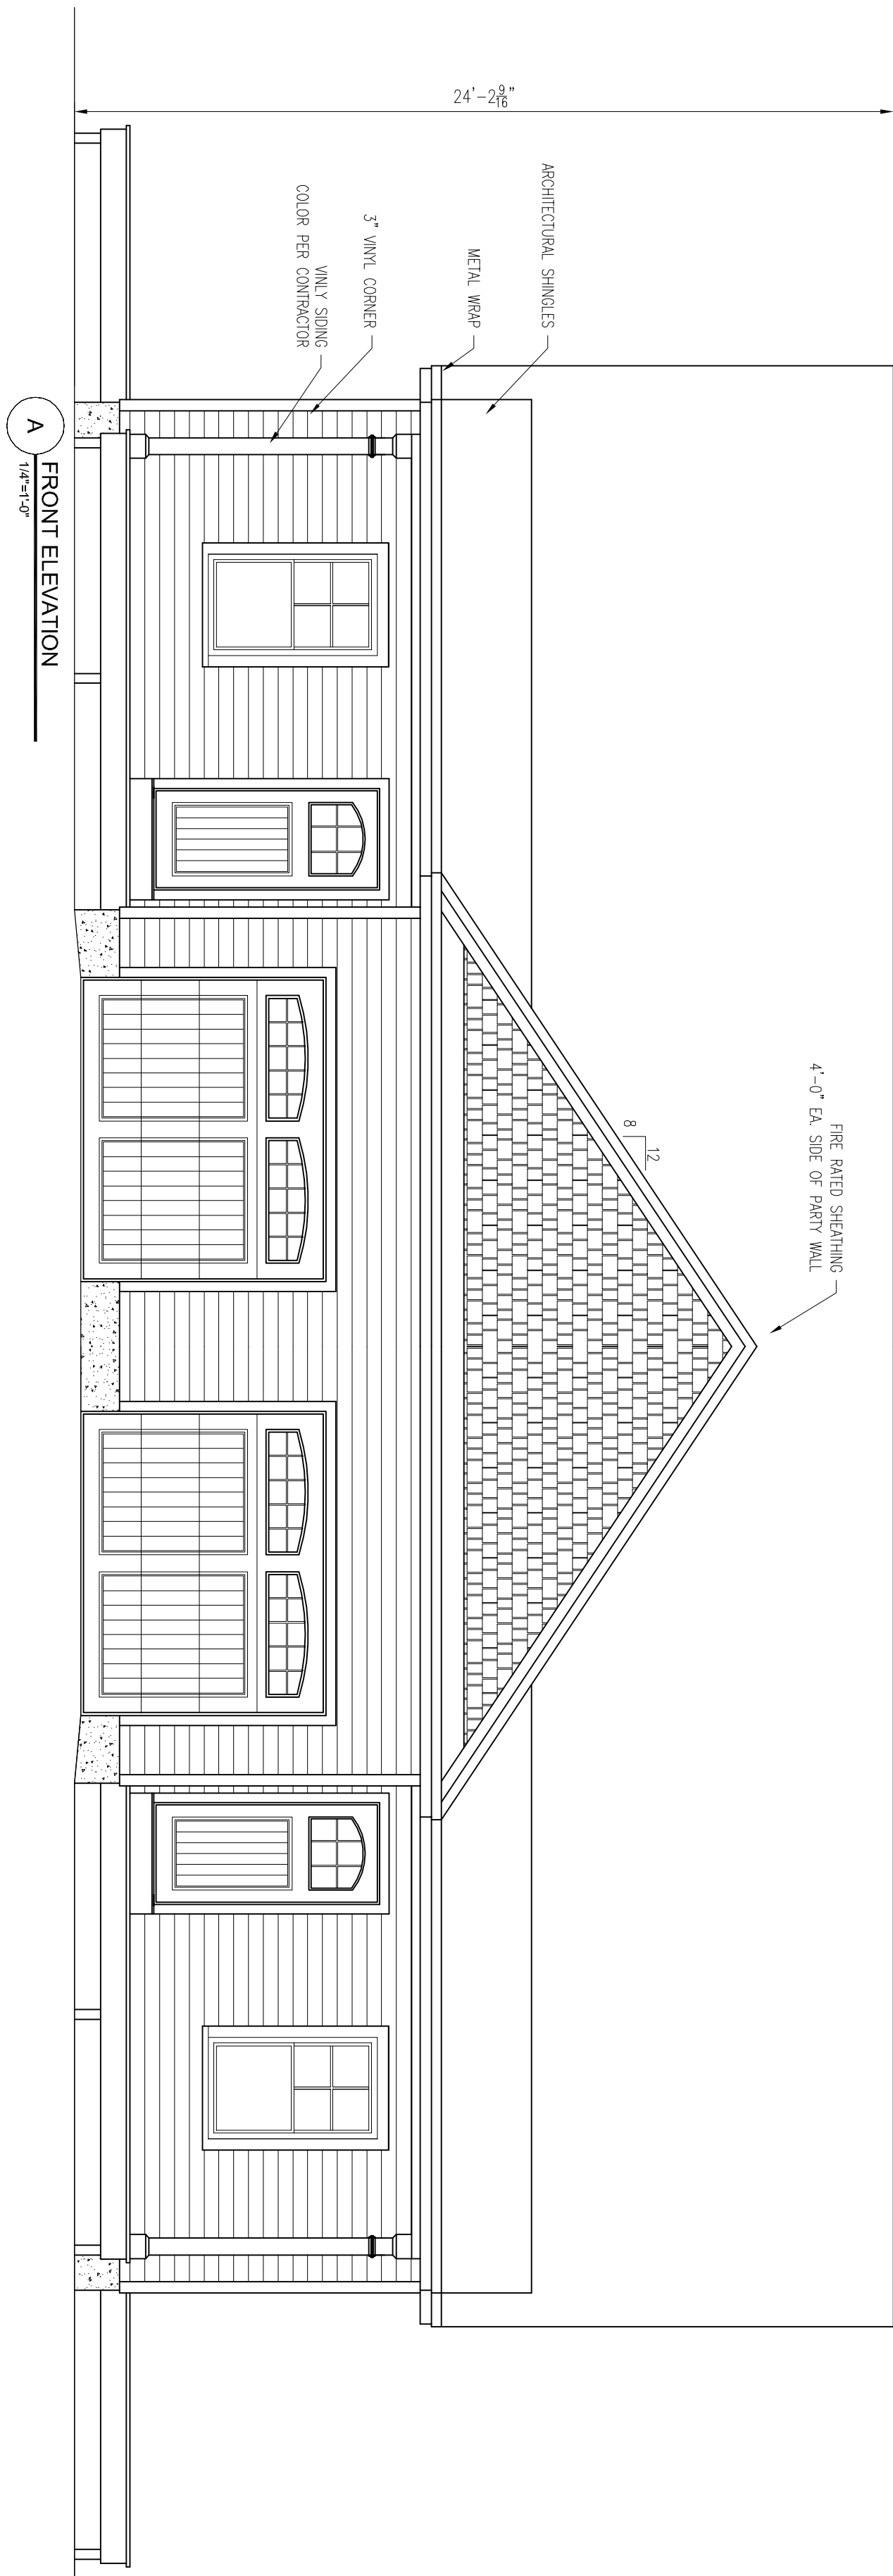 24'-2 9/16"
ARCHITECTURAL SHINGLES
METAL WRAP
3" VINYL CORNER
VINLY SIDING
COLOR PER CONTRACTOR
FIRE RATED SHEATHING
4'-0" EA. SIDE OF PARTY WALL
12
8
A
FRONT ELEVATION
1/4"=1'-0"